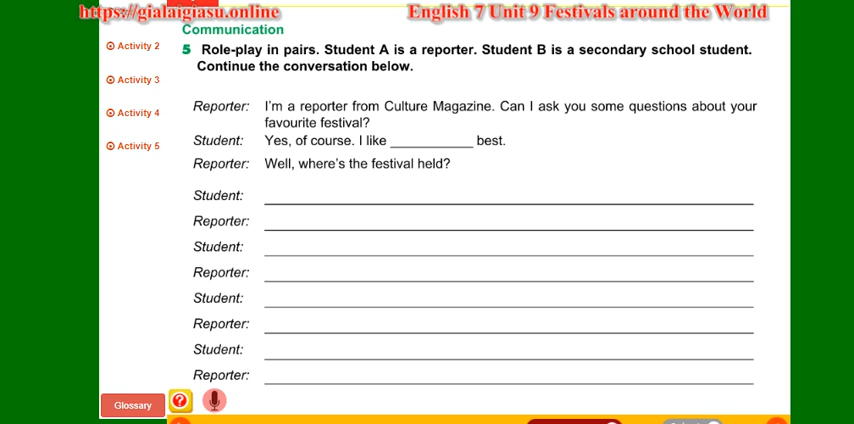 https://gialaigiasu.online
English 7 Unit 9 Festivals around the World
Communication
Activity 2
Activity 3
Activity 4
Activity 5
5 Role-play in pairs. Student A is a reporter. Student B is a secondary school student.
Continue the conversation below.
Reporter: I'm a reporter from Culture Magazine. Can I ask you some questions about your
favourite festival?
Student: Yes, of course. I like ____________ best.
Reporter: Well, where's the festival held?
Student:
Reporter:
Student:
Reporter:
Student:
Reporter:
Student:
Reporter:
Glossary
?